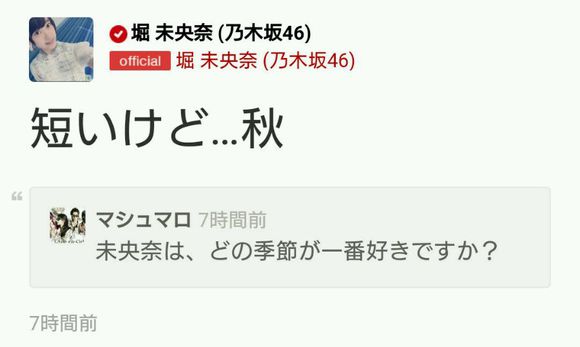 堀 未央奈 (乃木坂46)
official 堀 未央奈 (乃木坂46)
短いけど…秋
マシュマロ 7時間前
未央奈は、どの季節が一番好きですか？
7時間前